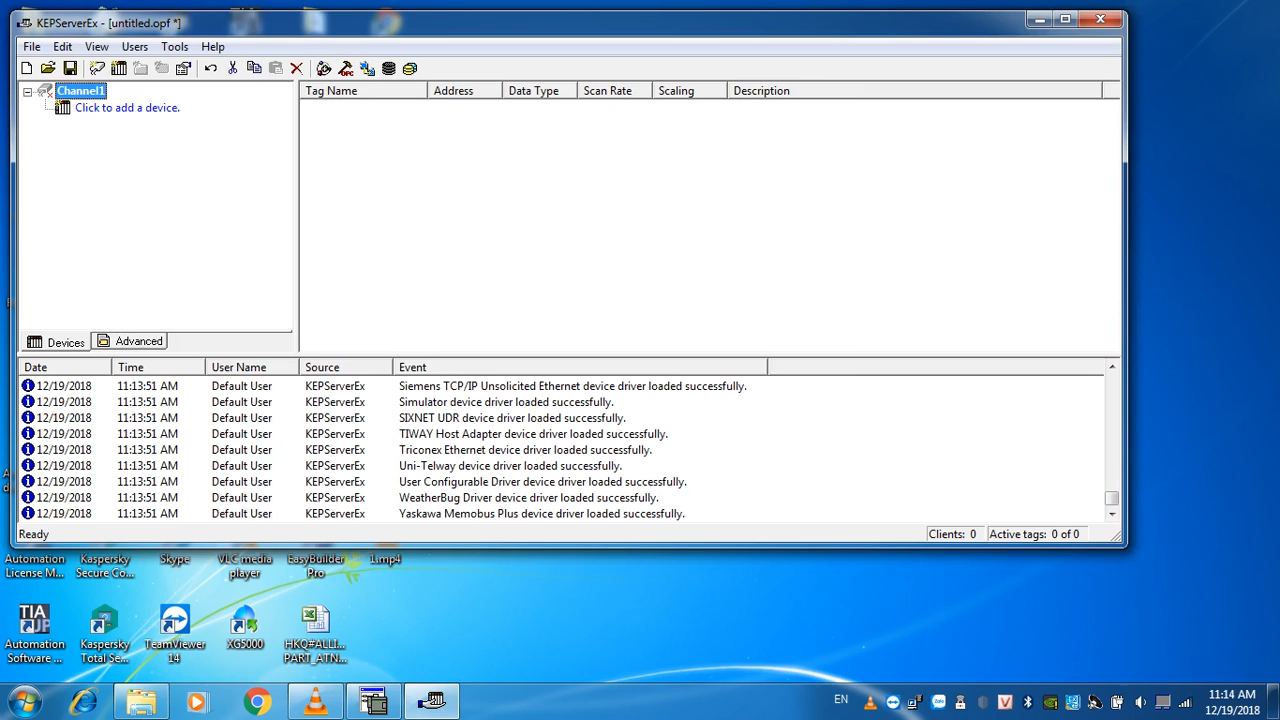 KEPServerEx - [untitled.opf *]
File Edit View Users Tools Help
Channel1
Click to add a device.
Tag Name Address Data Type Scan Rate Scaling Description
Devices Advanced
Date Time User Name Source Event
12/19/2018 11:13:51 AM Default User KEPServerEx Siemens TCP/IP Unsolicited Ethernet device driver loaded successfully.
12/19/2018 11:13:51 AM Default User KEPServerEx Simulator device driver loaded successfully.
12/19/2018 11:13:51 AM Default User KEPServerEx SIXNET UDR device driver loaded successfully.
12/19/2018 11:13:51 AM Default User KEPServerEx TIWAY Host Adapter device driver loaded successfully.
12/19/2018 11:13:51 AM Default User KEPServerEx Triconex Ethernet device driver loaded successfully.
12/19/2018 11:13:51 AM Default User KEPServerEx Uni-Telway device driver loaded successfully.
12/19/2018 11:13:51 AM Default User KEPServerEx User Configurable Driver device driver loaded successfully.
12/19/2018 11:13:51 AM Default User KEPServerEx WeatherBug Driver device driver loaded successfully.
12/19/2018 11:13:51 AM Default User KEPServerEx Yaskawa Memobus Plus device driver loaded successfully.
Ready Clients: 0 Active tags: 0 of 0
Automation Kaspersky Skype VLC media EasyBuilder 1.mp4
License M... Secure Co... player Pro
TIA
Automation Kaspersky TeamViewer XG5000 HKQ#ALLI...
Software ... Total Se... 14 PART_ATN...
EN 11:14 AM
12/19/2018